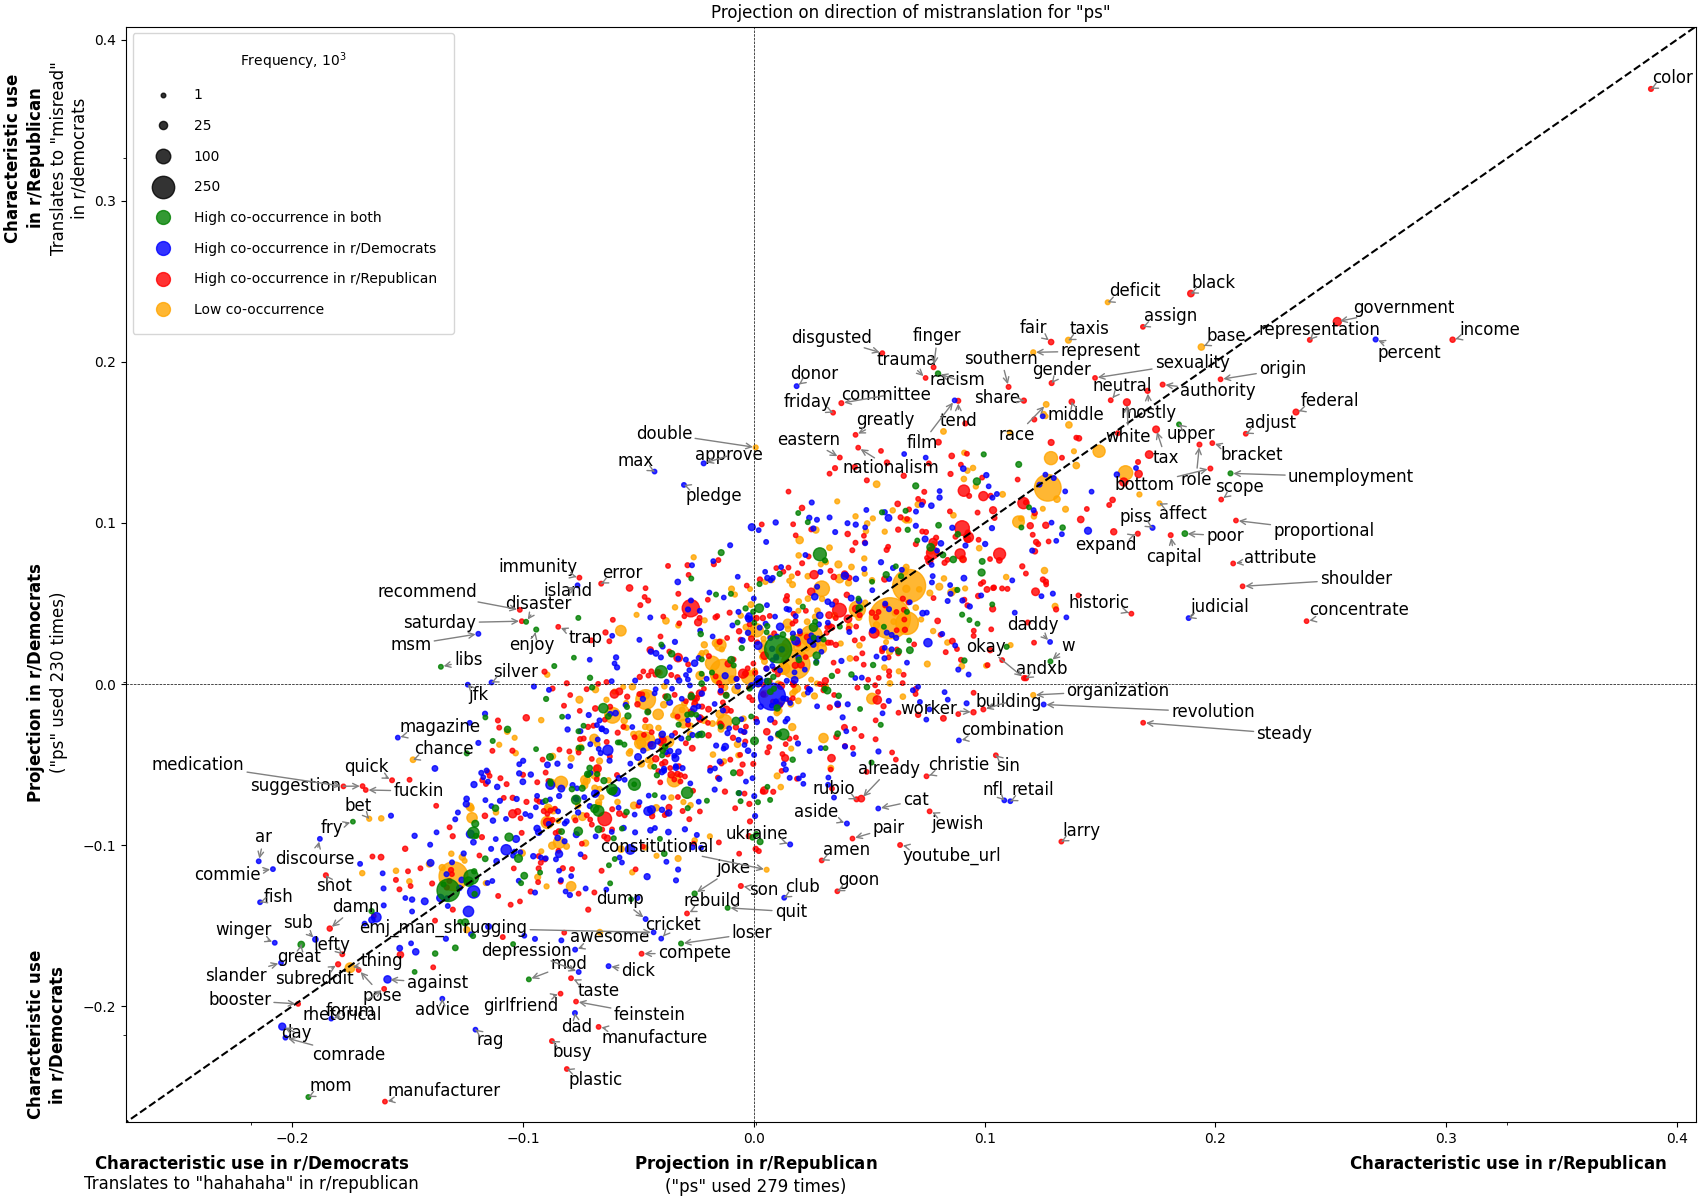 Projection on direction of mistranslation for "ps"
Characteristic use
in r/Republican
Translates to "misread"
in r/democrats
Projection in r/Democrats
("ps" used 230 times)
Characteristic use
in r/Democrats
0.4
0.3
0.2
0.1
0.0
−0.1
−0.2
Frequency, 10³
1
25
100
250
High co-occurrence in both
High co-occurrence in r/Democrats
High co-occurrence in r/Republican
Low co-occurrence
color
black
deficit
government
assign
representation
income
fair
taxis
base
finger
disgusted
represent
percent
trauma
southern
sexuality
racism
gender
origin
donor
neutral
authority
committee
share
friday
federal
middle
mostly
greatly
tend
adjust
double
race
white
upper
eastern
film
approve
bracket
max
tax
nationalism
unemployment
role
bottom
scope
pledge
affect
piss
proportional
poor
expand
capital
attribute
immunity
error
shoulder
island
recommend
disaster
historic
judicial
concentrate
saturday
daddy
msm
enjoy
trap
w
okay
libs
andxb
silver
organization
jfk
building
worker
revolution
magazine
combination
steady
chance
medication
quick
already
christie
sin
suggestion
fuckin
rubio
nfl
retail
bet
cat
aside
fry
pair
jewish
larry
ar
ukraine
constitutional
amen
youtube_url
discourse
commie
joke
goon
shot
son
club
fish
dump
rebuild
damn
quit
sub
winger
emj_man_shrugging
cricket
loser
lefty
awesome
great
depression
compete
thing
mod
slander
subreddit
dick
against
taste
pose
booster
girlfriend
forum
rhetorical
advice
feinstein
dad
day
rag
manufacture
comrade
busy
plastic
mom
manufacturer
−0.2
−0.1
0.0
0.1
0.2
0.3
0.4
Characteristic use in r/Democrats
Translates to "hahahaha" in r/republican
Projection in r/Republican
("ps" used 279 times)
Characteristic use in r/Republican